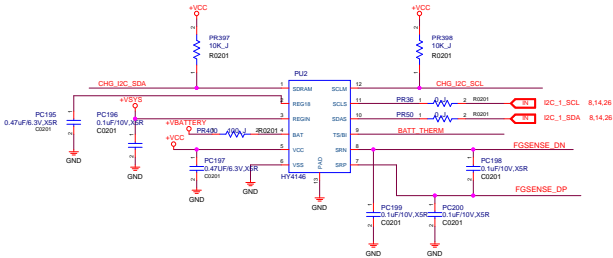 +VCC
+VCC
PR397
10K_J
R0201
PR398
10K_J
R0201
PU2
CHG_I2C_SDA
1 SDRAM SCLM 12
CHG_I2C_SCL
2 REG18 SCLS 11
PR36 1 0_J 2 R0201
IN I2C_1_SCL 8,14,26
3 REGIN SDAS 10
PR50 1 0_J 2 R0201
IN I2C_1_SDA 8,14,26
4 BAT TS/BI 9
BATT_THERM
5 VCC SRN 8
FGSENSE_DN
6 VSS SRP 7
FGSENSE_DP
PAD
13
HY4146
GND
PC195
0.47uF/6.3V,X5R
C0201
GND
+VSYS
PC196
0.1uF/10V,X5R
C0201
GND
+VBATTERY
PR400 100_J R0201
+VCC
PC197
0.47UF/6.3V,X5R
C0201
GND
GND
PC198
0.1uF/10V,X5R
C0201
PC199
0.1uF/10V,X5R
C0201
GND
PC200
0.1uF/10V,X5R
C0201
GND